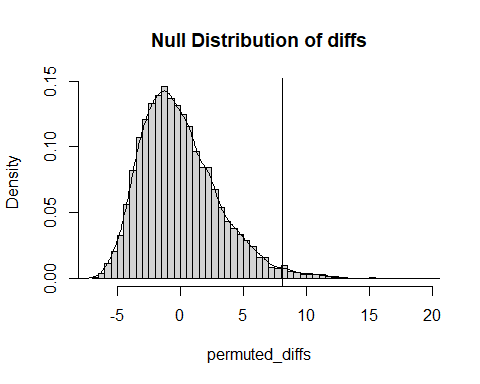 Null Distribution of diffs
Density
0.15
0.10
0.05
0.00
-5 0 5 10 15 20
permuted_diffs